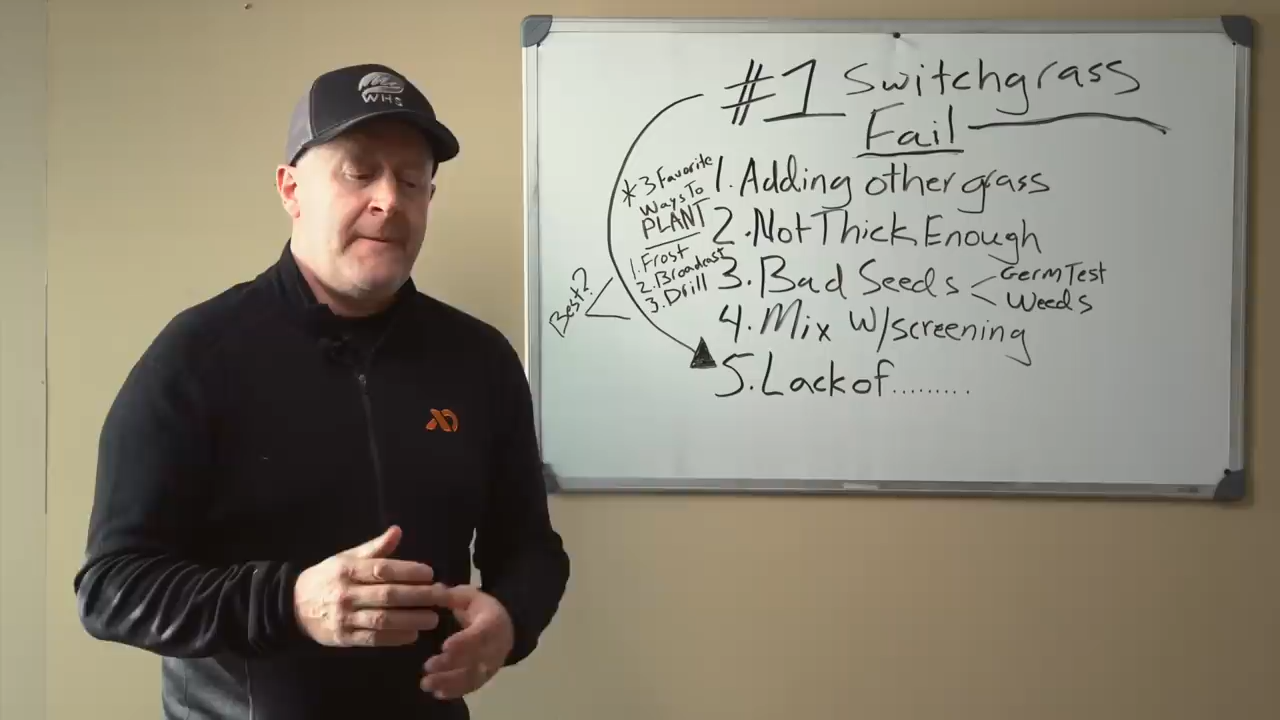 WHS
#1 Switchgrass
Fail
1. Adding other grass
2. Not Thick Enough
3. Bad Seeds
Germ Test
Weeds
4. Mix W/screening
5. Lack of.........
*3 Favorite
Ways To
PLANT
1. Frost
2. Broadcast
3. Drill
Best?